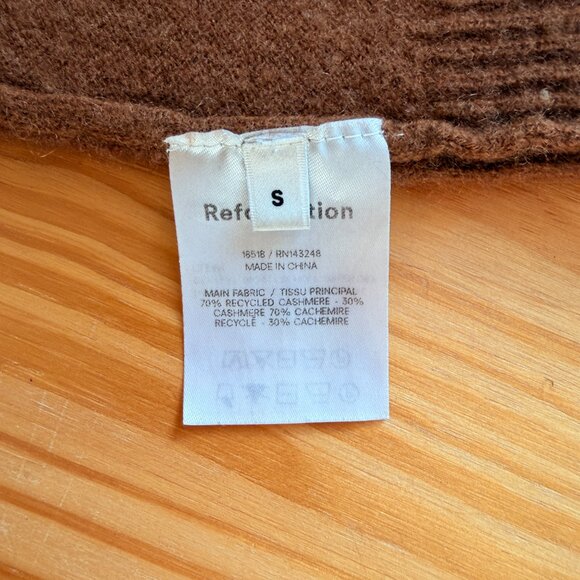 S
Refo tion
16518 / RN143248
MADE IN CHINA
MAIN FABRIC / TISSU PRINCIPAL
70% RECYCLED CASHMERE - 30%
CASHMERE 70% CACHEMIRE
RECYCLÉ - 30% CACHEMIRE